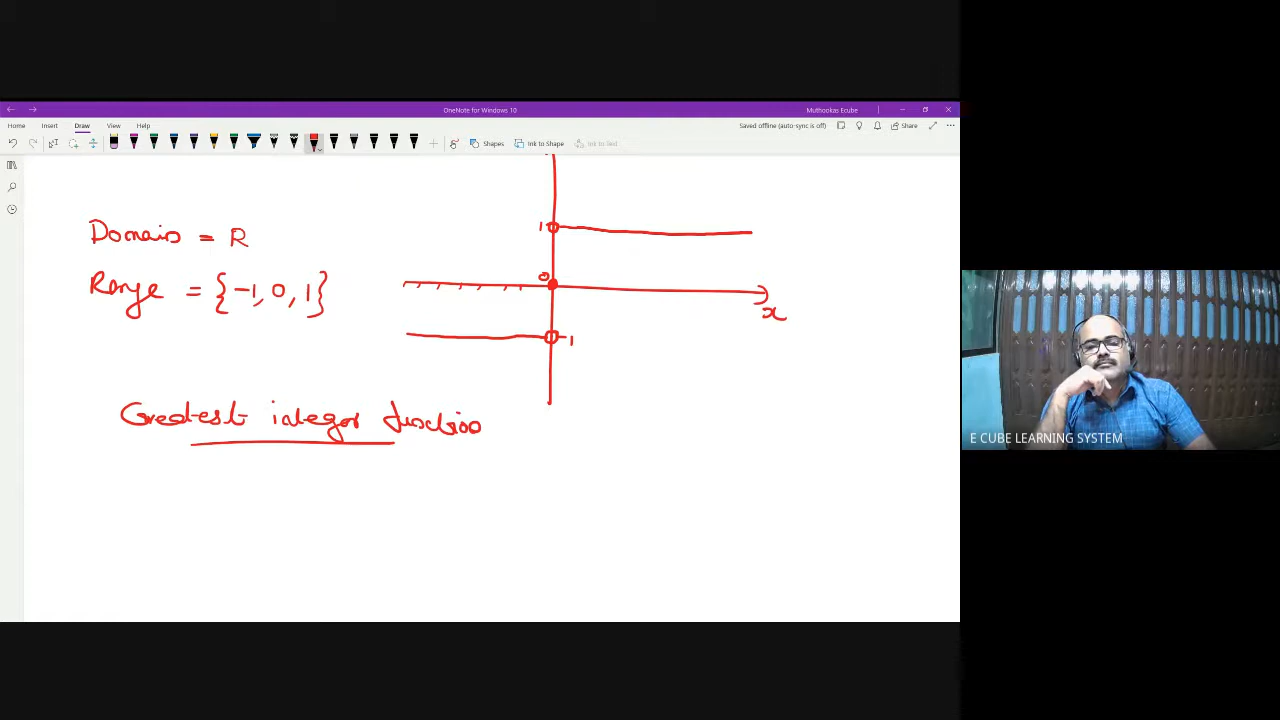 OneNote for Windows 10
Muthookas Ecube
Home Insert Draw View Help
Saved offline (auto-sync is off)
Share
Shapes
Ink to Shape
Ink to Text
Domain = R
Range = {-1, 0, 1}
1
0
x
-1
Greatest integer function
E CUBE LEARNING SYSTEM